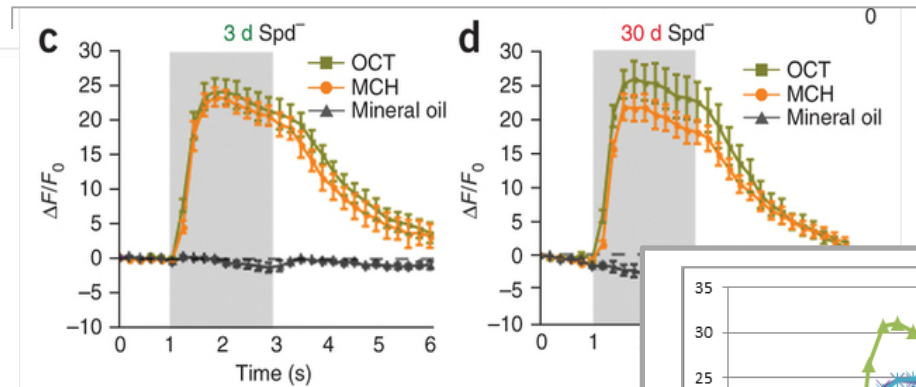 0
c
3 d Spd⁻
OCT
MCH
Mineral oil
30
25
20
15
10
5
0
−5
−10
ΔF/F₀
0 1 2 3 4 5 6
Time (s)
d
30 d Spd⁻
OCT
MCH
Mineral oil
30
25
20
15
10
5
0
−5
−10
ΔF/F₀
0 1
35
30
25